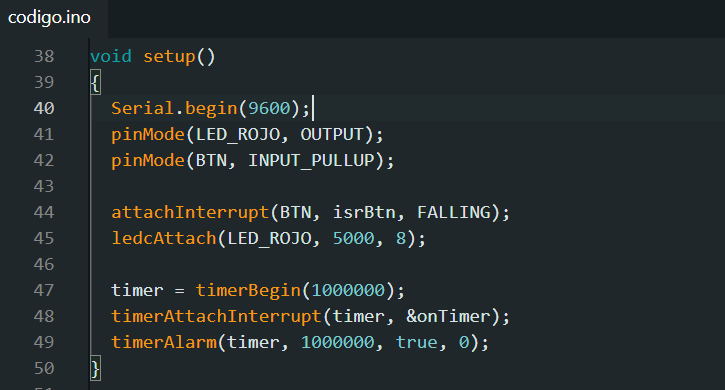 codigo.ino
38 void setup()
39 {
40   Serial.begin(9600);
41   pinMode(LED_ROJO, OUTPUT);
42   pinMode(BTN, INPUT_PULLUP);
43
44   attachInterrupt(BTN, isrBtn, FALLING);
45   ledcAttach(LED_ROJO, 5000, 8);
46
47   timer = timerBegin(1000000);
48   timerAttachInterrupt(timer, &onTimer);
49   timerAlarm(timer, 1000000, true, 0);
50 }